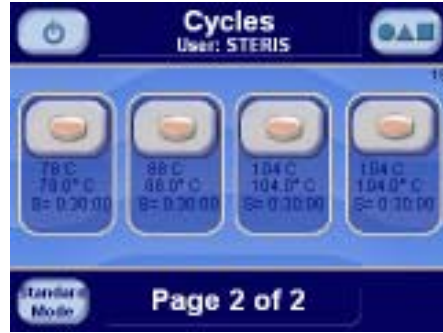 Cycles
User: STERIS
78 C
78.0° C
S= 0:30:00
88 C
88.0° C
S= 0:30:00
104 C
104.0° C
S= 0:30:00
104 C
104.0° C
S= 0:30:00
Standard
Mode
Page 2 of 2